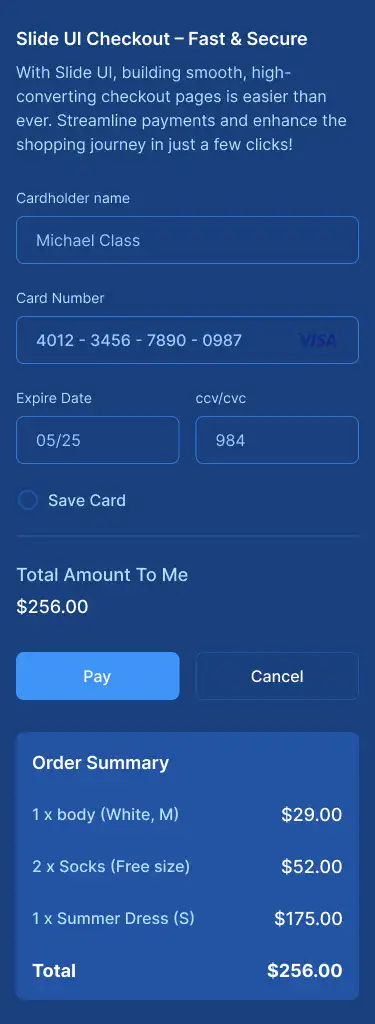 Slide UI Checkout – Fast & Secure
With Slide UI, building smooth, high-
converting checkout pages is easier than
ever. Streamline payments and enhance the
shopping journey in just a few clicks!
Cardholder name
Michael Class
Card Number
4012 - 3456 - 7890 - 0987 VISA
Expire Date ccv/cvc
05/25 984
Save Card
Total Amount To Me
$256.00
Pay Cancel
Order Summary
1 x body (White, M) $29.00
2 x Socks (Free size) $52.00
1 x Summer Dress (S) $175.00
Total $256.00